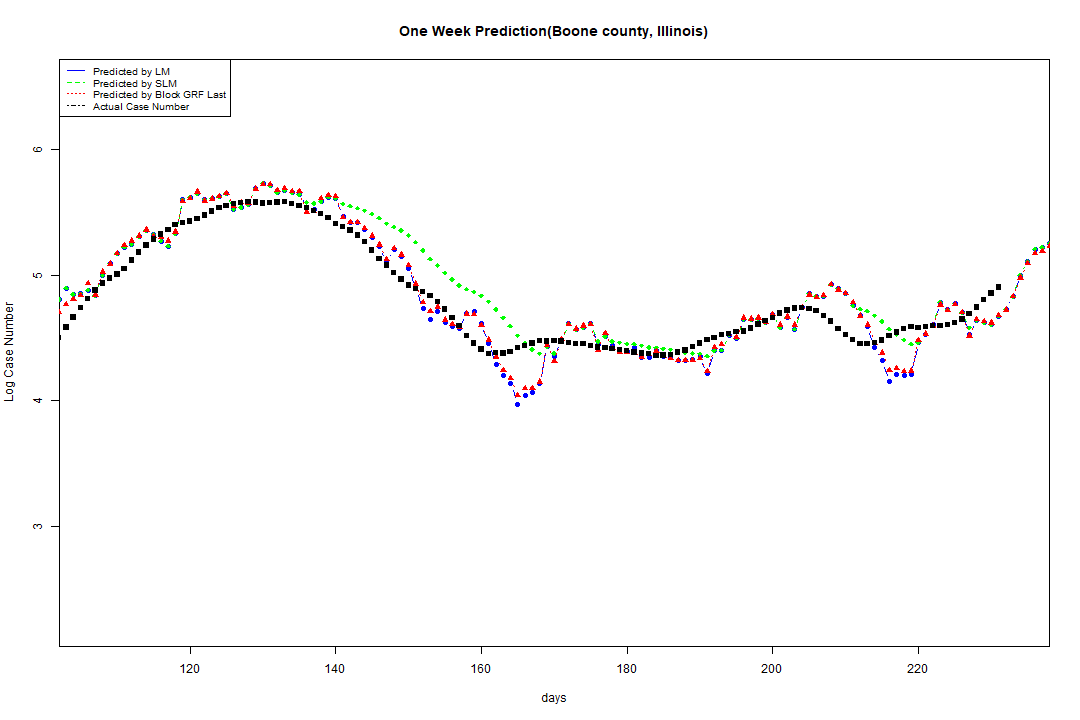 One Week Prediction(Boone county, Illinois)
Predicted by LM
Predicted by SLM
Predicted by Block GRF Last
Actual Case Number
6
5
4
3
Log Case Number
120 140 160 180 200 220
days